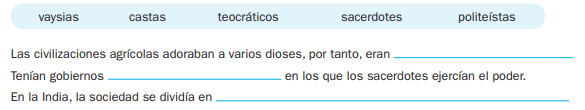 vaysias castas teocráticos sacerdotes politeístas
Las civilizaciones agrícolas adoraban a varios dioses, por tanto, eran
Tenían gobiernos en los que los sacerdotes ejercían el poder.
En la India, la sociedad se dividía en